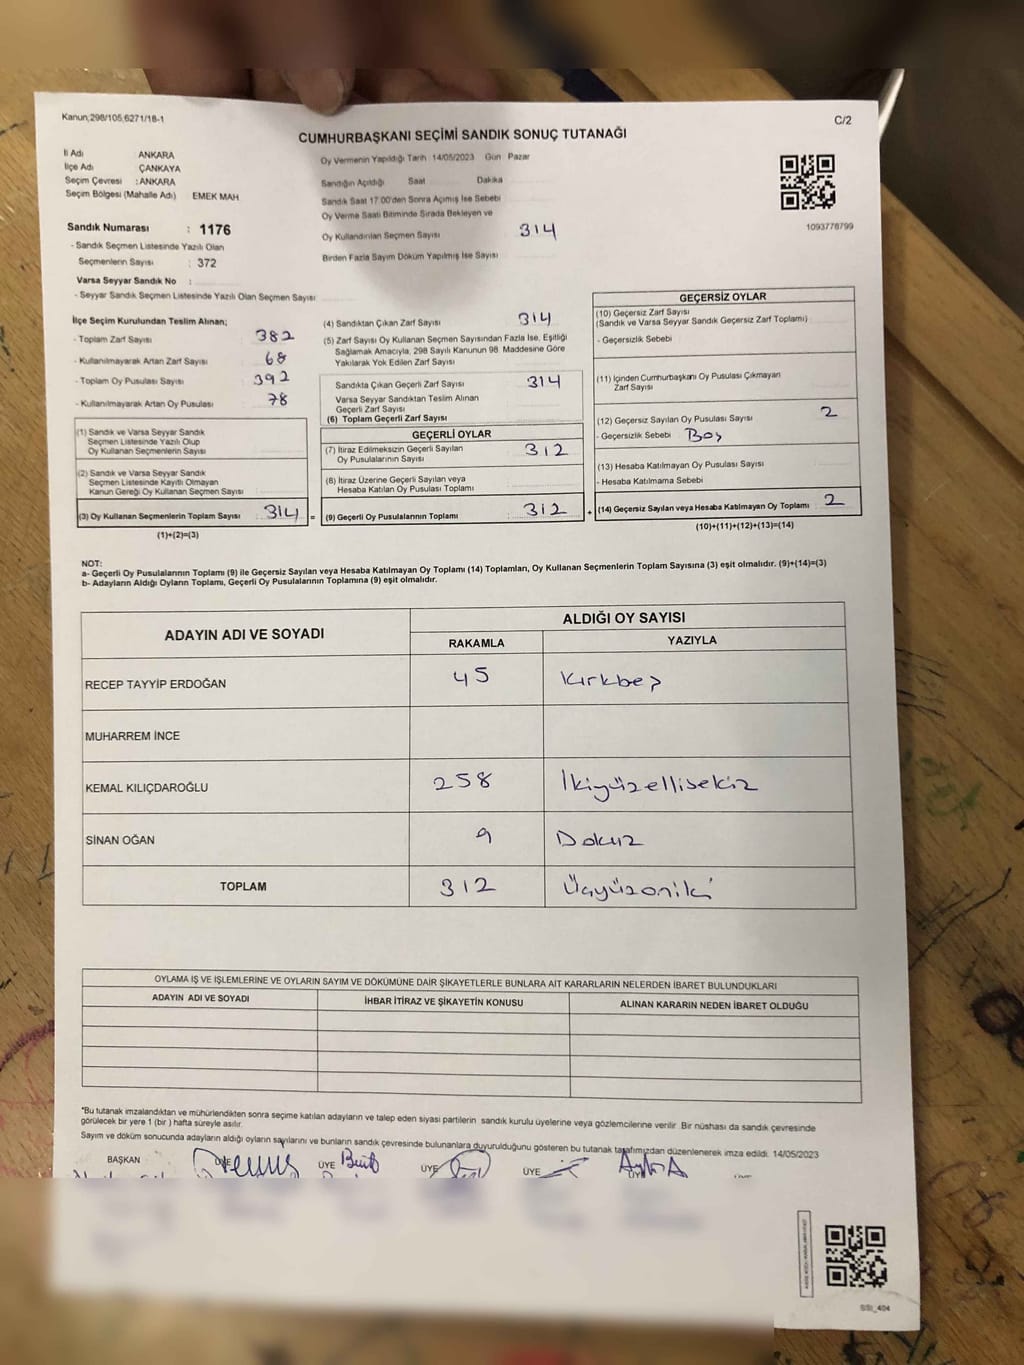 Kanun;298/105;6271/18-1
C/2
CUMHURBAŞKANI SEÇİMİ SANDIK SONUÇ TUTANAĞI
İl Adı ANKARA
İlçe Adı ÇANKAYA
Seçim Çevresi : ANKARA
Seçim Bölgesi (Mahalle Adı) EMEK MAH
Oy Vermenin Yapıldığı Tarih :14/05/2023 Gün Pazar
Sandığın Açıldığı Saat Dakika
Sandık Saat 17.00'den Sonra Açımış İse Sebebi
Oy Verme Saati Bitiminde Sırada Bekleyen ve
Oy Kullandırılan Seçmen Sayısı 314
Birden Fazla Sayım Döküm Yapılmış İse Sayısı
1093776799
Sandık Numarası : 1176
- Sandık Seçmen Listesinde Yazılı Olan
Seçmenlerin Sayısı : 372
Varsa Seyyar Sandık No :
- Seyyar Sandık Seçmen Listesinde Yazılı Olan Seçmen Sayısı:
İlçe Seçim Kurulundan Teslim Alınan;
- Toplam Zarf Sayısı 382
- Kullanılmayarak Artan Zarf Sayısı 68
- Toplam Oy Pusulası Sayısı 392
- Kullanılmayarak Artan Oy Pusulası 78
(1) Sandık ve Varsa Seyyar Sandık
Seçmen Listesinde Yazılı Olup
Oy Kullanan Seçmenlerin Sayısı
(2) Sandık ve Varsa Seyyar Sandık
Seçmen Listesinde Kayıtlı Olmayan
Kanun Gereği Oy Kullanan Seçmen Sayısı
(3) Oy Kullanan Seçmenlerin Toplam Sayısı 314 =
(1)+(2)=(3)
(4) Sandıktan Çıkan Zarf Sayısı 314
(5) Zarf Sayısı Oy Kullanan Seçmen Sayısından Fazla İse, Eşitliği
Sağlamak Amacıyla, 298 Sayılı Kanunun 98. Maddesine Göre
Yakılarak Yok Edilen Zarf Sayısı
Sandıkta Çıkan Geçerli Zarf Sayısı 314
Varsa Seyyar Sandıktan Teslim Alınan
Geçerli Zarf Sayısı
(6) Toplam Geçerli Zarf Sayısı
GEÇERLİ OYLAR
(7) İtiraz Edilmeksizin Geçerli Sayılan
Oy Pusulalarının Sayısı 312
(8) İtiraz Üzerine Geçerli Sayılan veya
Hesaba Katılan Oy Pusulası Toplamı
(9) Geçerli Oy Pusulalarının Toplamı 312 +
GEÇERSİZ OYLAR
(10) Geçersiz Zarf Sayısı
(Sandık ve Varsa Seyyar Sandık Geçersiz Zarf Toplamı)
- Geçersizlik Sebebi
(11) İçinden Cumhurbaşkanı Oy Pusulası Çıkmayan
Zarf Sayısı
(12) Geçersiz Sayılan Oy Pusulası Sayısı 2
- Geçersizlik Sebebi Boş
(13) Hesaba Katılmayan Oy Pusulası Sayısı
- Hesaba Katılmama Sebebi
(14) Geçersiz Sayılan veya Hesaba Katılmayan Oy Toplamı 2
(10)+(11)+(12)+(13)=(14)
NOT:
a- Geçerli Oy Pusulalarının Toplamı (9) ile Geçersiz Sayılan veya Hesaba Katılmayan Oy Toplamı (14) Toplamları, Oy Kullanan Seçmenlerin Toplam Sayısına (3) eşit olmalıdır. (9)+(14)=(3)
b- Adayların Aldığı Oyların Toplamı, Geçerli Oy Pusulalarının Toplamına (9) eşit olmalıdır.
ADAYIN ADI VE SOYADI ALDIĞI OY SAYISI
RAKAMLA YAZIYLA
RECEP TAYYİP ERDOĞAN 45 Kırkbeş
MUHARREM İNCE
KEMAL KILIÇDAROĞLU 258 İkiyüzellisekiz
SİNAN OĞAN 9 Dokuz
TOPLAM 312 Üçyüzoniki
OYLAMA İŞ VE İŞLEMLERİNE VE OYLARIN SAYIM VE DÖKÜMÜNE DAİR ŞİKAYETLERLE BUNLARA AİT KARARLARIN NELERDEN İBARET BULUNDUKLARI
ADAYIN ADI VE SOYADI İHBAR İTİRAZ VE ŞİKAYETİN KONUSU ALINAN KARARIN NEDEN İBARET OLDUĞU
*Bu tutanak imzalandıktan ve mühürlendikten sonra seçime katılan adayların ve talep eden siyasi partilerin sandık kurulu üyelerine veya gözlemcilerine verilir. Bir nüshası da sandık çevresinde
görülecek bir yere 1 (bir ) hafta süreyle asılır.
Sayım ve döküm sonucunda adayların aldığı oyların sayılarını ve bunların sandık çevresinde bulunanlara duyurulduğunu gösteren bu tutanak tarafımızdan düzenlenerek imza edildi. 14/05/2023
BAŞKAN ÜYE ÜYE ÜYE ÜYE
SSI_404